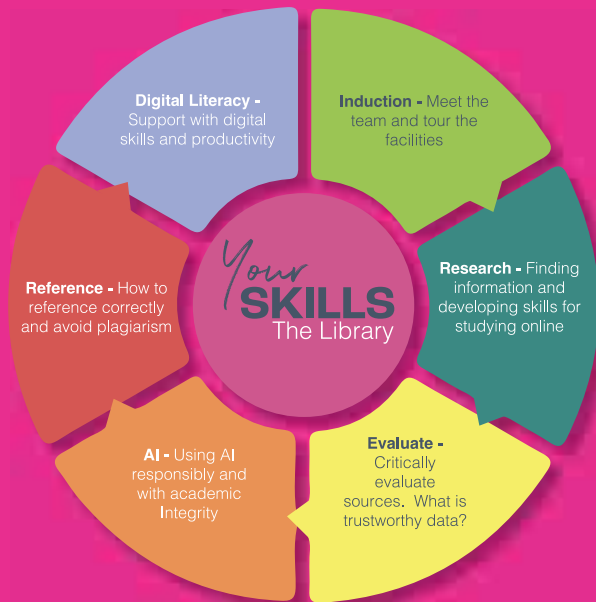 Digital Literacy -
Support with digital
skills and productivity
Induction - Meet the
team and tour the
facilities
Reference - How to
reference correctly
and avoid plagiarism
Your
SKILLS
The Library
Research - Finding
information and
developing skills for
studying online
AI - Using AI
responsibly and
with academic
Integrity
Evaluate -
Critically
evaluate
sources. What is
trustworthy data?